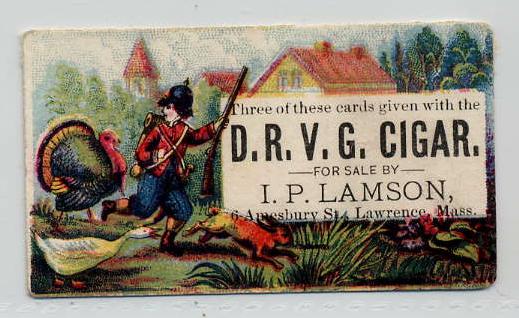 Three of these cards given with the
D. R. V. G. CIGAR.
FOR SALE BY
I. P. LAMSON,
6 Amesbury St., Lawrence, Mass.